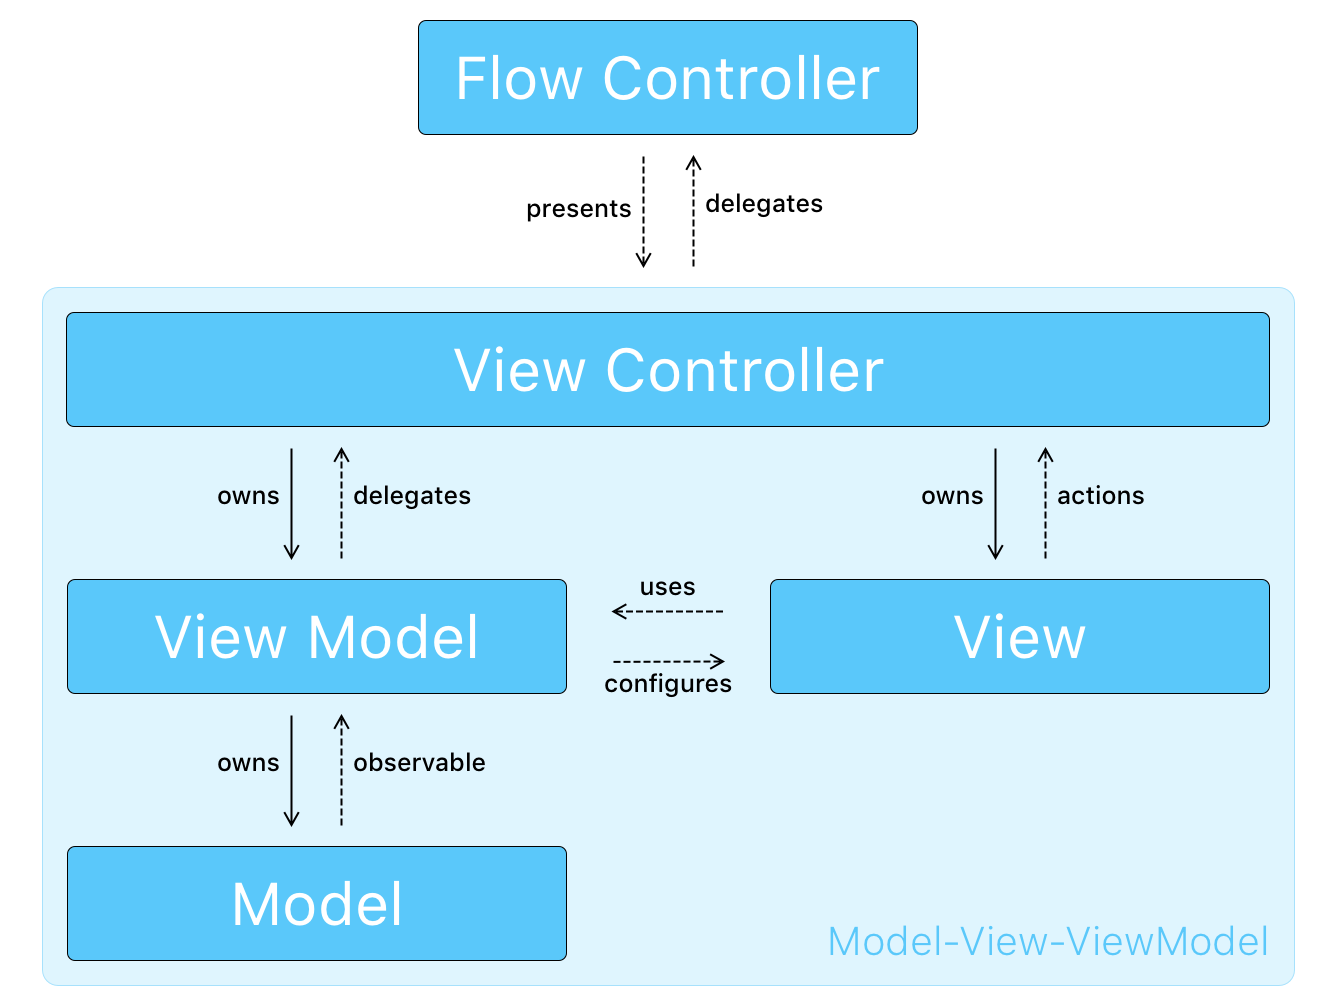 Flow Controller
presents
delegates
View Controller
owns
delegates
owns
actions
View Model
uses
configures
View
owns
observable
Model
Model-View-ViewModel